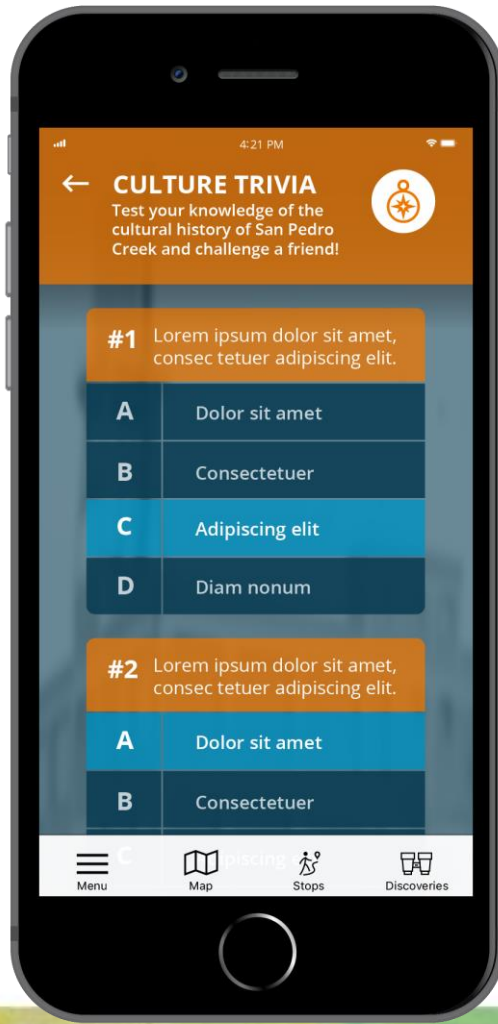 4:21 PM
CULTURE TRIVIA
Test your knowledge of the
cultural history of San Pedro
Creek and challenge a friend!
#1 Lorem ipsum dolor sit amet,
consec tetuer adipiscing elit.
A Dolor sit amet
B Consectetuer
C Adipiscing elit
D Diam nonum
#2 Lorem ipsum dolor sit amet,
consec tetuer adipiscing elit.
A Dolor sit amet
B Consectetuer
C
Menu Map Stops Discoveries